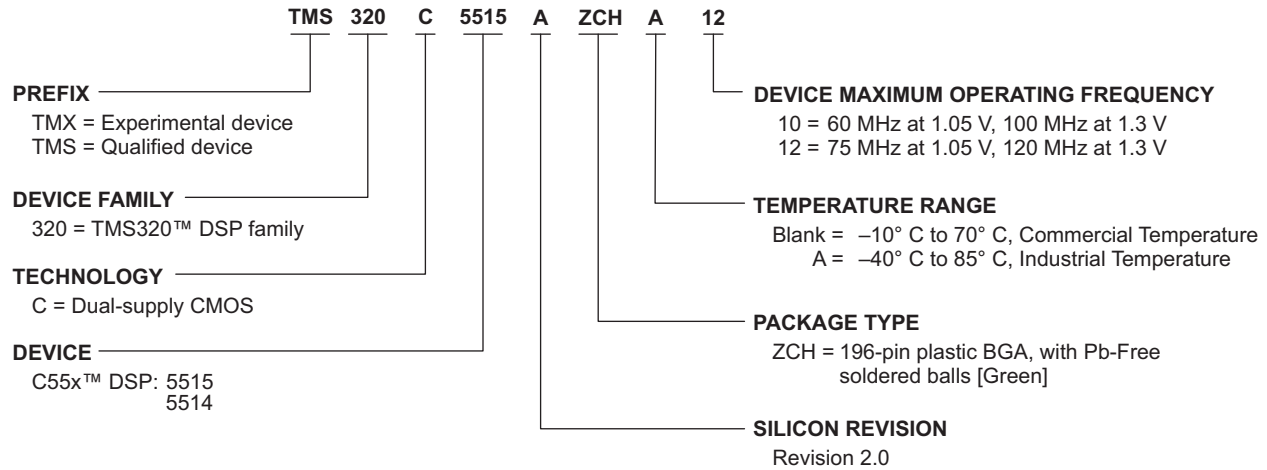 TMS 320 C 5515 A ZCH A 12
PREFIX
TMX = Experimental device
TMS = Qualified device
DEVICE FAMILY
320 = TMS320™ DSP family
TECHNOLOGY
C = Dual-supply CMOS
DEVICE
C55x™ DSP: 5515
5514
DEVICE MAXIMUM OPERATING FREQUENCY
10 = 60 MHz at 1.05 V, 100 MHz at 1.3 V
12 = 75 MHz at 1.05 V, 120 MHz at 1.3 V
TEMPERATURE RANGE
Blank = –10° C to 70° C, Commercial Temperature
A = –40° C to 85° C, Industrial Temperature
PACKAGE TYPE
ZCH = 196-pin plastic BGA, with Pb-Free
soldered balls [Green]
SILICON REVISION
Revision 2.0